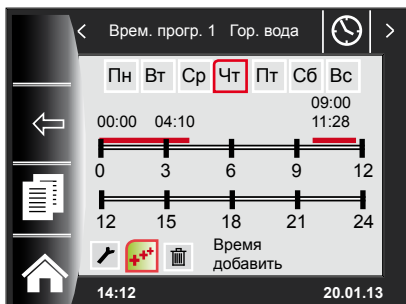 Врем. прогр. 1 Гор. вода
Пн Вт Ср Чт Пт Сб Вс
09:00
00:00 04:10 11:28
0 3 6 9 12
12 15 18 21 24
Время
добавить
14:12 20.01.13